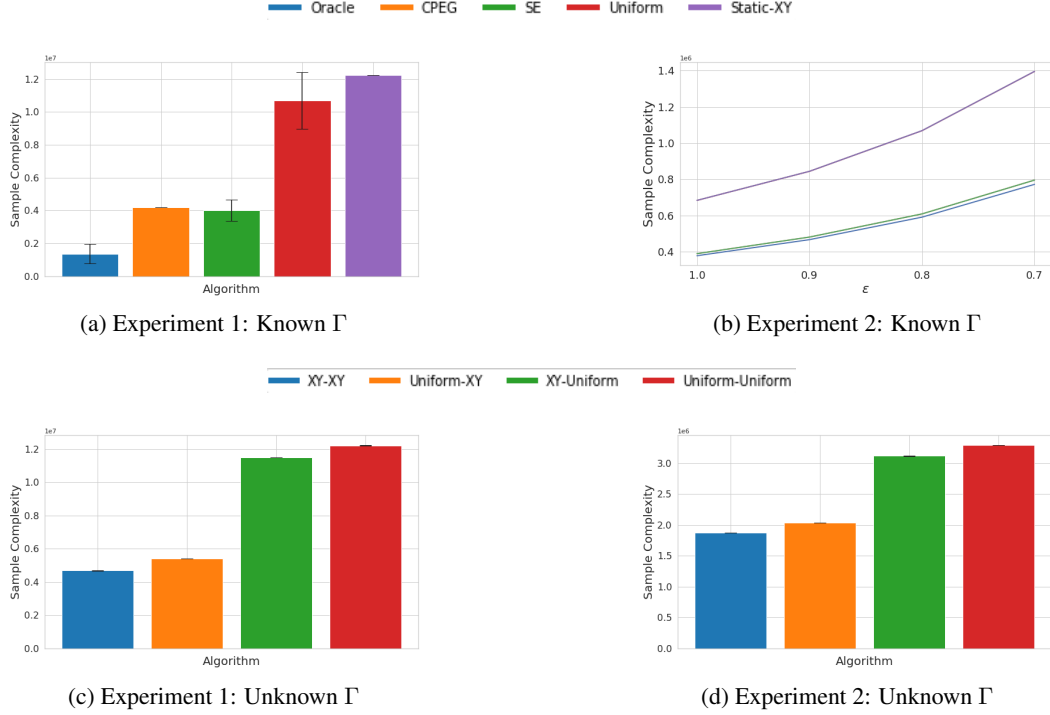 Oracle CPEG SE Uniform Static-XY
1e7
Sample Complexity
1.2
1.0
0.8
0.6
0.4
0.2
0.0
Algorithm
(a) Experiment 1: Known Γ
1e6
Sample Complexity
1.4
1.2
1.0
0.8
0.6
0.4
1.0 0.9 0.8 0.7
ε
(b) Experiment 2: Known Γ
XY-XY Uniform-XY XY-Uniform Uniform-Uniform
1e7
Sample Complexity
1.2
1.0
0.8
0.6
0.4
0.2
0.0
Algorithm
(c) Experiment 1: Unknown Γ
1e6
Sample Complexity
3.0
2.5
2.0
1.5
1.0
0.5
0.0
Algorithm
(d) Experiment 2: Unknown Γ